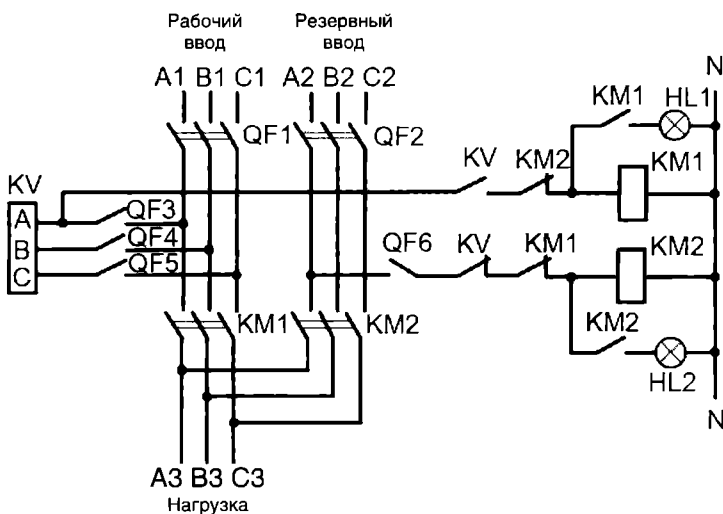 Рабочий ввод
Резервный ввод
A1 B1 C1
A2 B2 C2
N
QF1
QF2
KM1
HL1
KV
KM2
KM1
KV
A
B
C
QF3
QF4
QF5
QF6
KV
KM1
KM2
KM1
KM2
KM2
HL2
N
A3 B3 C3
Нагрузка